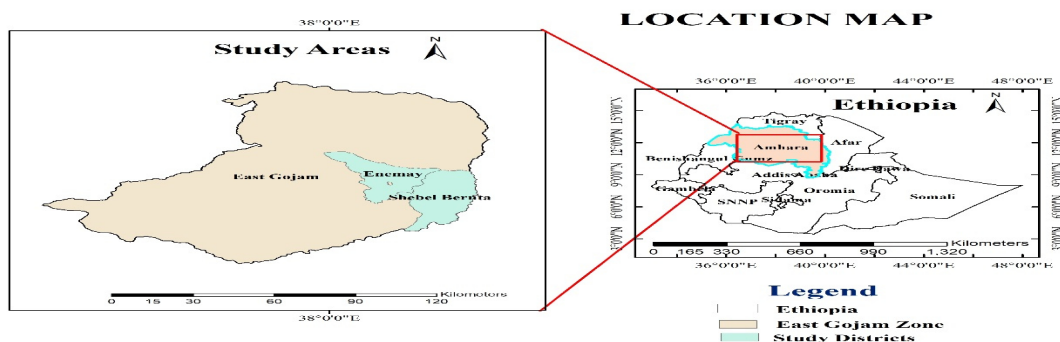 LOCATION MAP
38°0'0"E
Study Areas
N
East Gojam
Enemay
Shebel Bernta
0 15 30 60 90 120 Kilometers
38°0'0"E
36°0'0"E 40°0'0"E 44°0'0"E 48°0'0"E
Ethiopia
N
Tigray
Afar
Amhara
Benishangul Gumz
Dire Dawa
Addis Ababa
Gambela
Oromia
Somali
SNNP
Sidama
0 165 330 660 990 1,320 Kilometers
36°0'0"E 40°0'0"E 44°0'0"E 48°0'0"E
Legend
Ethiopia
East Gojam Zone
Study Districts